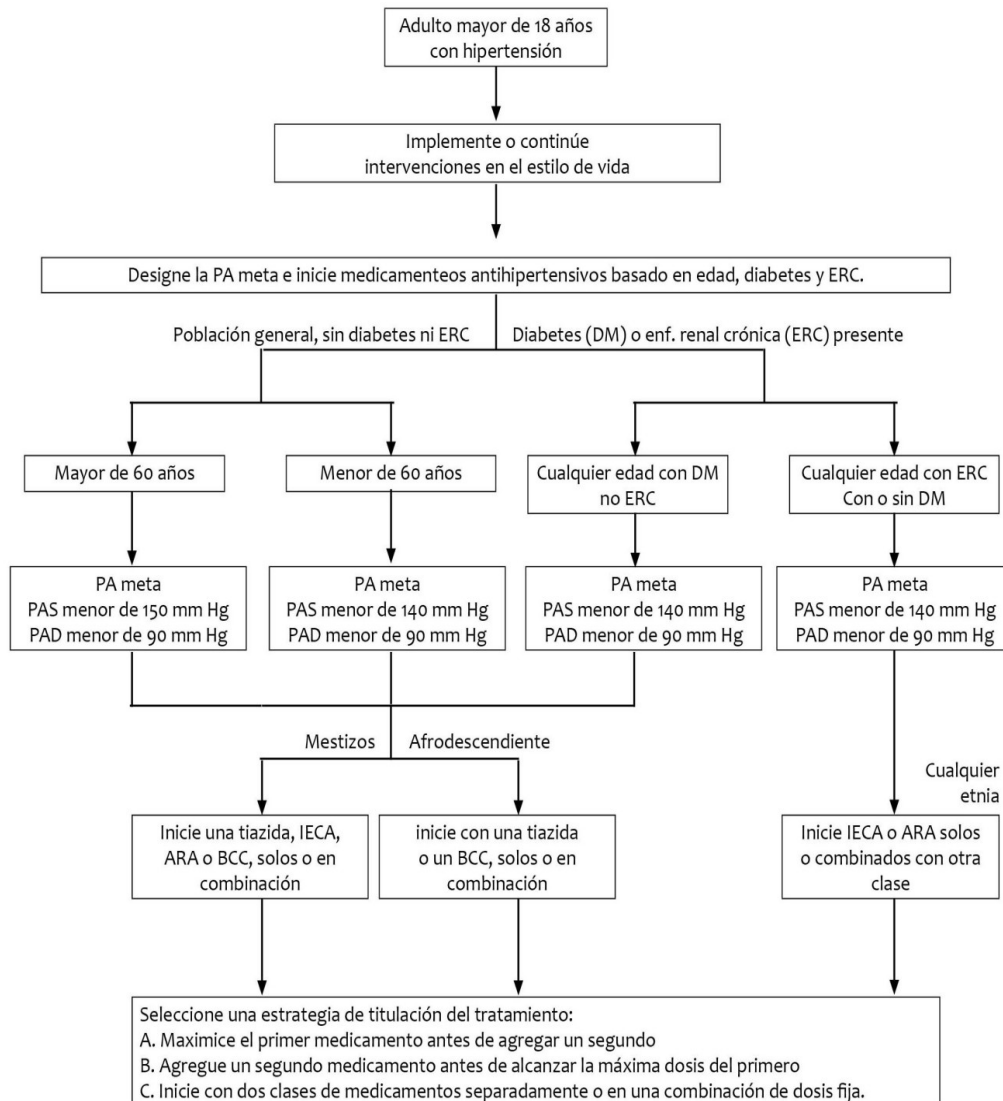 Adulto mayor de 18 años
con hipertensión
Implemente o continúe
intervenciones en el estilo de vida
Designe la PA meta e inicie medicamenteos antihipertensivos basado en edad, diabetes y ERC.
Población general, sin diabetes ni ERC
Diabetes (DM) o enf. renal crónica (ERC) presente
Mayor de 60 años
Menor de 60 años
Cualquier edad con DM
no ERC
Cualquier edad con ERC
Con o sin DM
PA meta
PAS menor de 150 mm Hg
PAD menor de 90 mm Hg
PA meta
PAS menor de 140 mm Hg
PAD menor de 90 mm Hg
PA meta
PAS menor de 140 mm Hg
PAD menor de 90 mm Hg
PA meta
PAS menor de 140 mm Hg
PAD menor de 90 mm Hg
Mestizos
Afrodescendiente
Cualquier
etnia
Inicie una tiazida, IECA,
ARA o BCC, solos o en
combinación
inicie con una tiazida
o un BCC, solos o en
combinación
Inicie IECA o ARA solos
o combinados con otra
clase
Seleccione una estrategia de titulación del tratamiento:
A. Maximice el primer medicamento antes de agregar un segundo
B. Agregue un segundo medicamento antes de alcanzar la máxima dosis del primero
C. Inicie con dos clases de medicamentos separadamente o en una combinación de dosis fija.